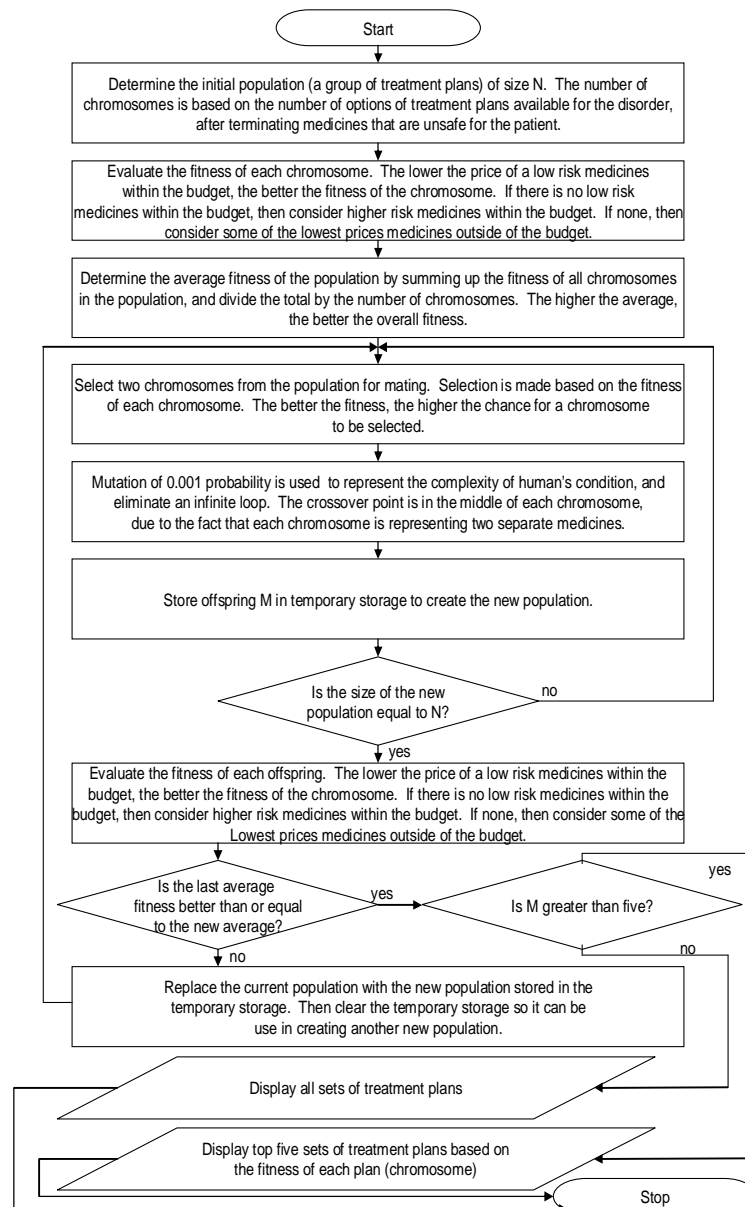 Start
Determine the initial population (a group of treatment plans) of size N. The number of
chromosomes is based on the number of options of treatment plans available for the disorder,
after terminating medicines that are unsafe for the patient.
Evaluate the fitness of each chromosome. The lower the price of a low risk medicines
within the budget, the better the fitness of the chromosome. If there is no low risk
medicines within the budget, then consider higher risk medicines within the budget. If none, then
consider some of the lowest prices medicines outside of the budget.
Determine the average fitness of the population by summing up the fitness of all chromosomes
in the population, and divide the total by the number of chromosomes. The higher the average,
the better the overall fitness.
Select two chromosomes from the population for mating. Selection is made based on the fitness
of each chromosome. The better the fitness, the higher the chance for a chromosome
to be selected.
Mutation of 0.001 probability is used to represent the complexity of human's condition, and
eliminate an infinite loop. The crossover point is in the middle of each chromosome,
due to the fact that each chromosome is representing two separate medicines.
Store offspring M in temporary storage to create the new population.
Is the size of the new
population equal to N?
no
yes
Evaluate the fitness of each offspring. The lower the price of a low risk medicines within the
budget, the better the fitness of the chromosome. If there is no low risk medicines within the
budget, then consider higher risk medicines within the budget. If none, then consider some of the
Lowest prices medicines outside of the budget.
Is the last average
fitness better than or equal
to the new average?
yes
Is M greater than five?
yes
no
no
Replace the current population with the new population stored in the
temporary storage. Then clear the temporary storage so it can be
use in creating another new population.
Display all sets of treatment plans
Display top five sets of treatment plans based on
the fitness of each plan (chromosome)
Stop